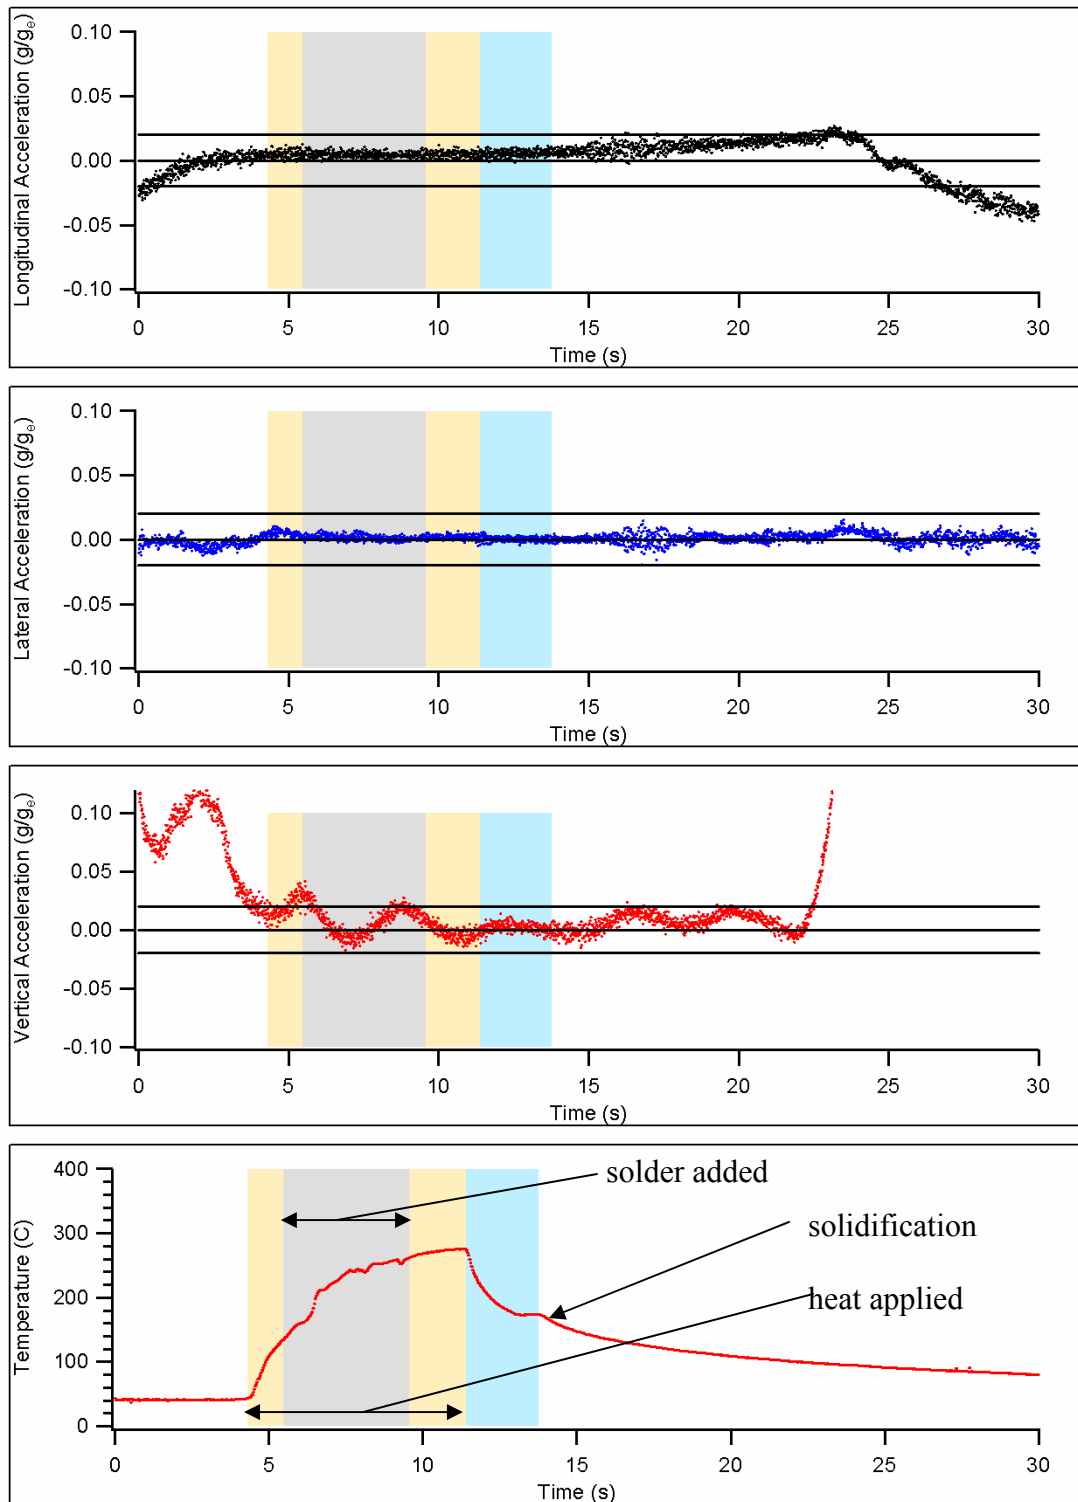 Longitudinal Acceleration (g/gₑ)
0.10
0.05
0.00
-0.05
-0.10
0 5 10 15 20 25 30
Time (s)
Lateral Acceleration (g/gₑ)
0.10
0.05
0.00
-0.05
-0.10
0 5 10 15 20 25 30
Time (s)
Vertical Acceleration (g/gₑ)
0.10
0.05
0.00
-0.05
-0.10
0 5 10 15 20 25 30
Time (s)
Temperature (C)
400
300
200
100
0
solder added
solidification
heat applied
0 5 10 15 20 25 30
Time (s)